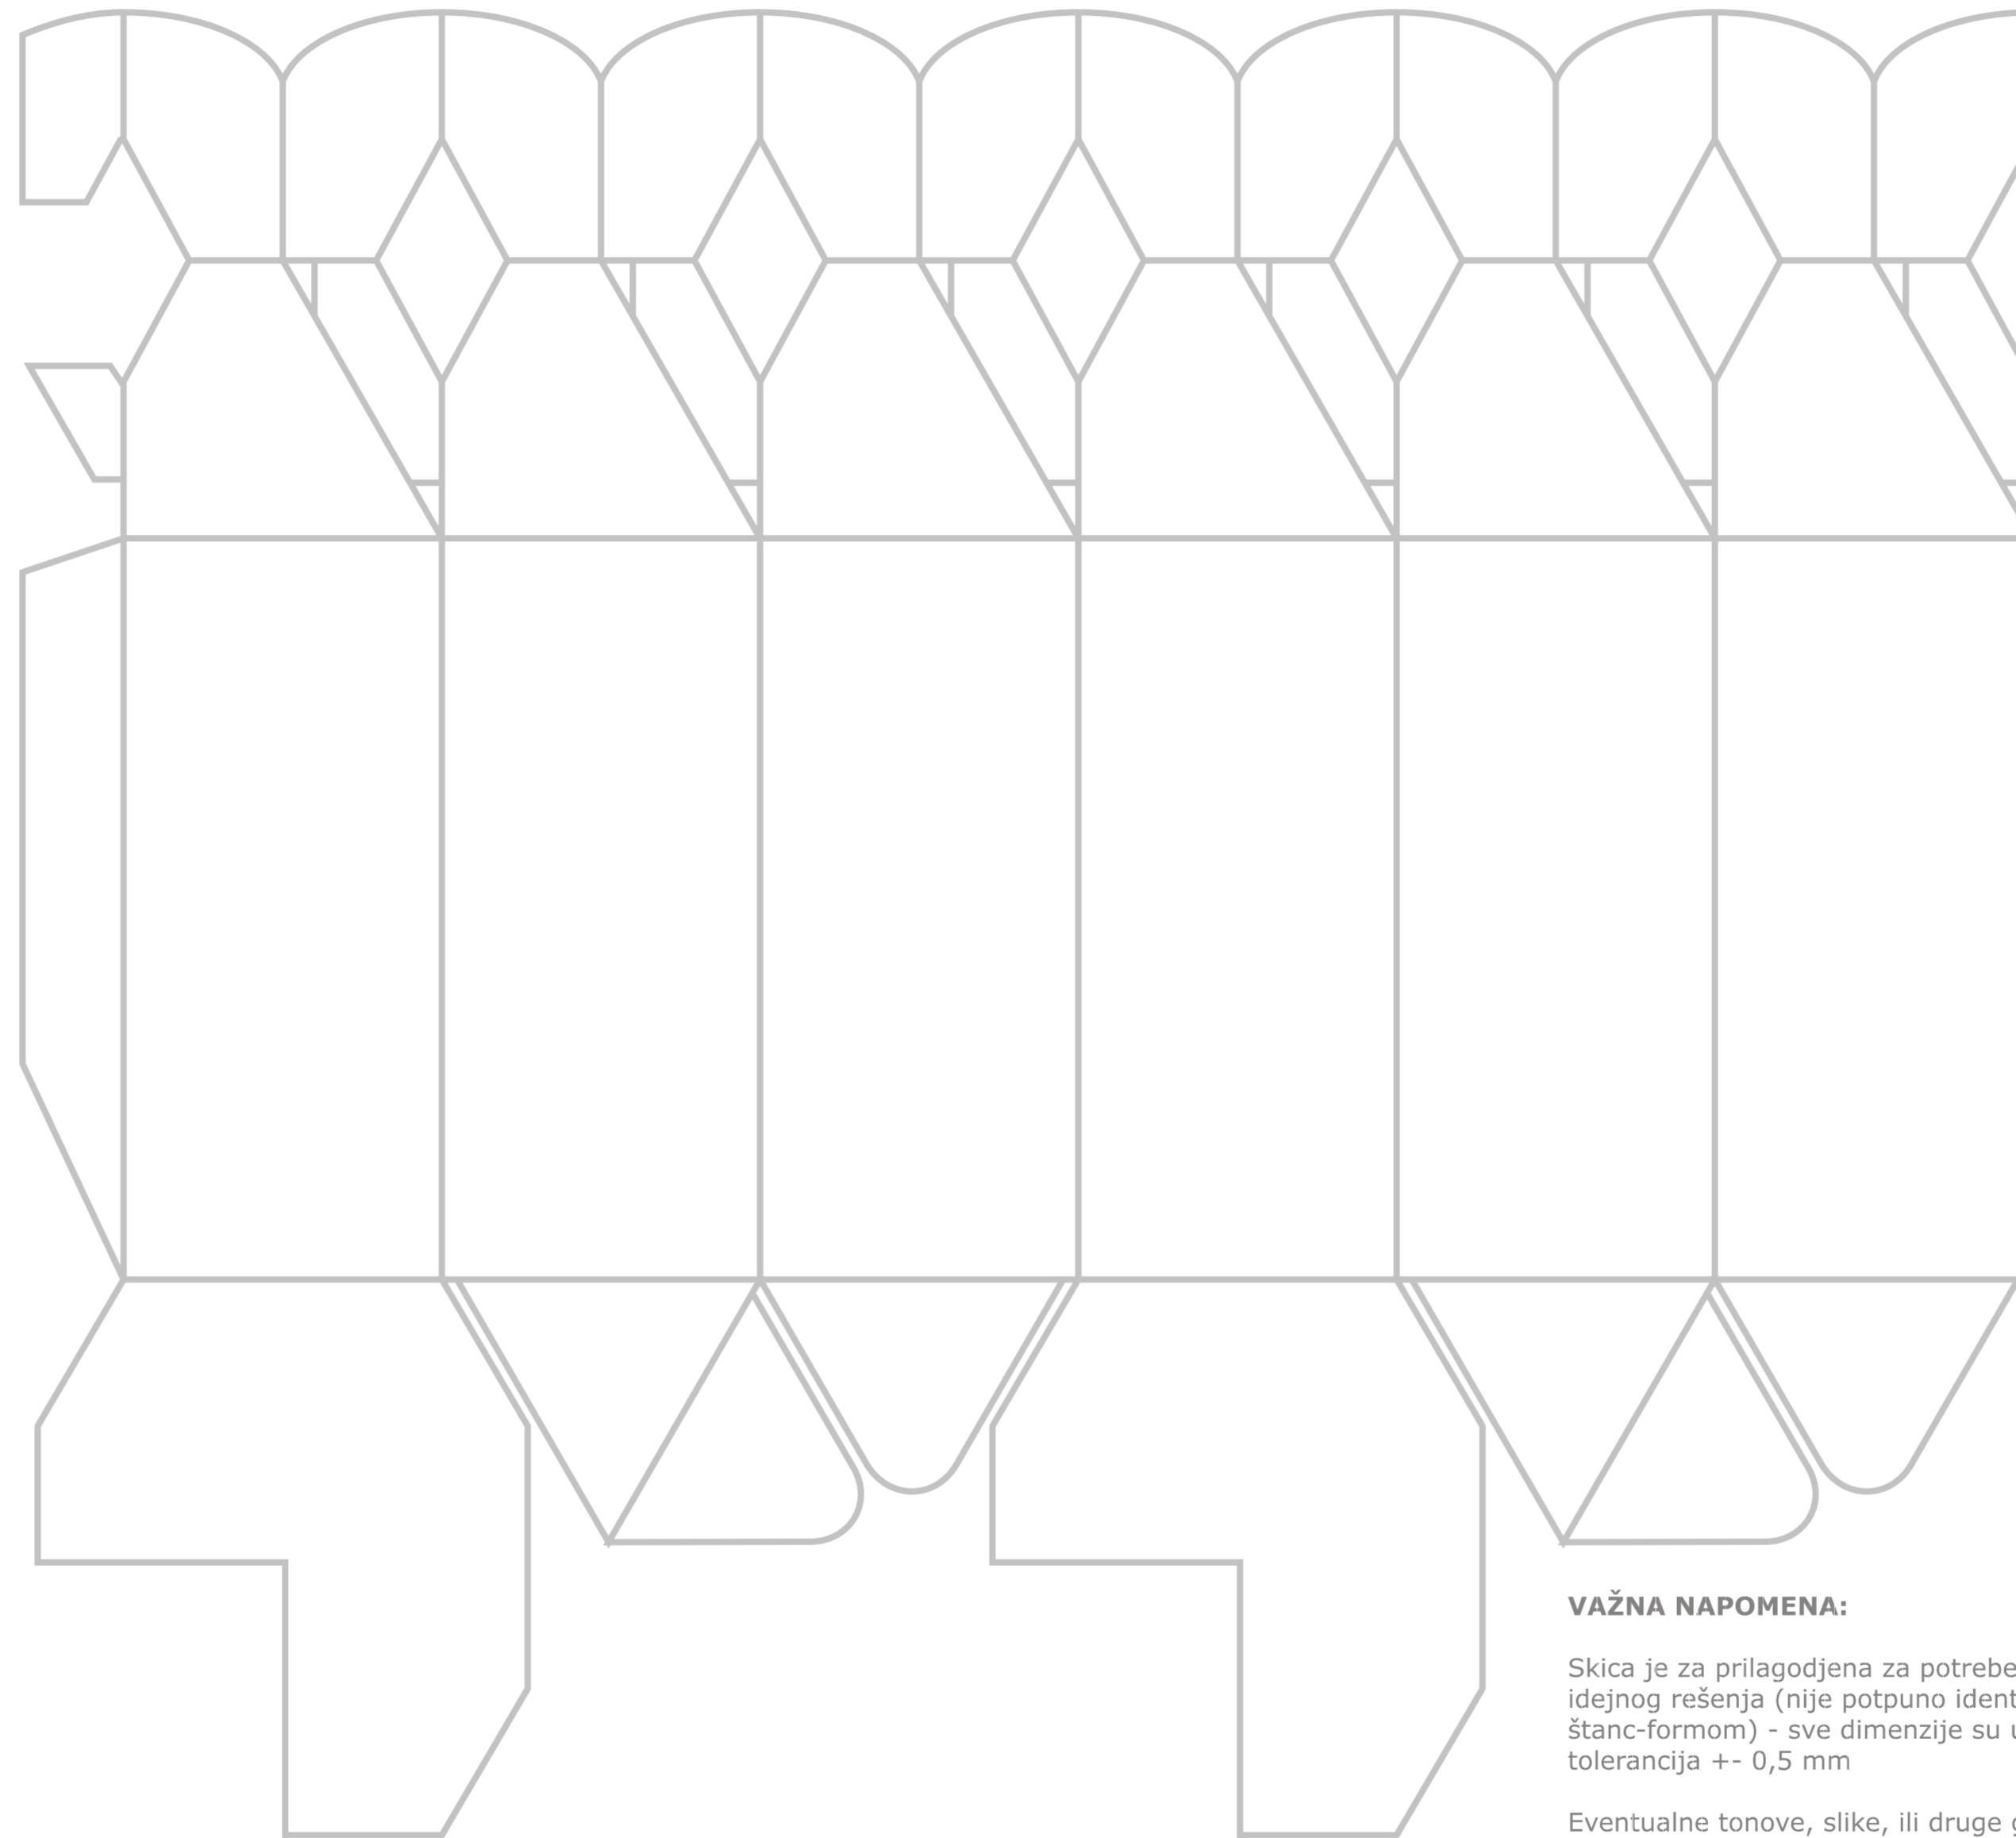 VAŽNA NAPOMENA:
Skica je za prilagodjena za potrebe
idejnog rešenja (nije potpuno ident
štanc-formom) - sve dimenzije su u
tolerancija +- 0,5 mm
Eventualne tonove, slike, ili druge